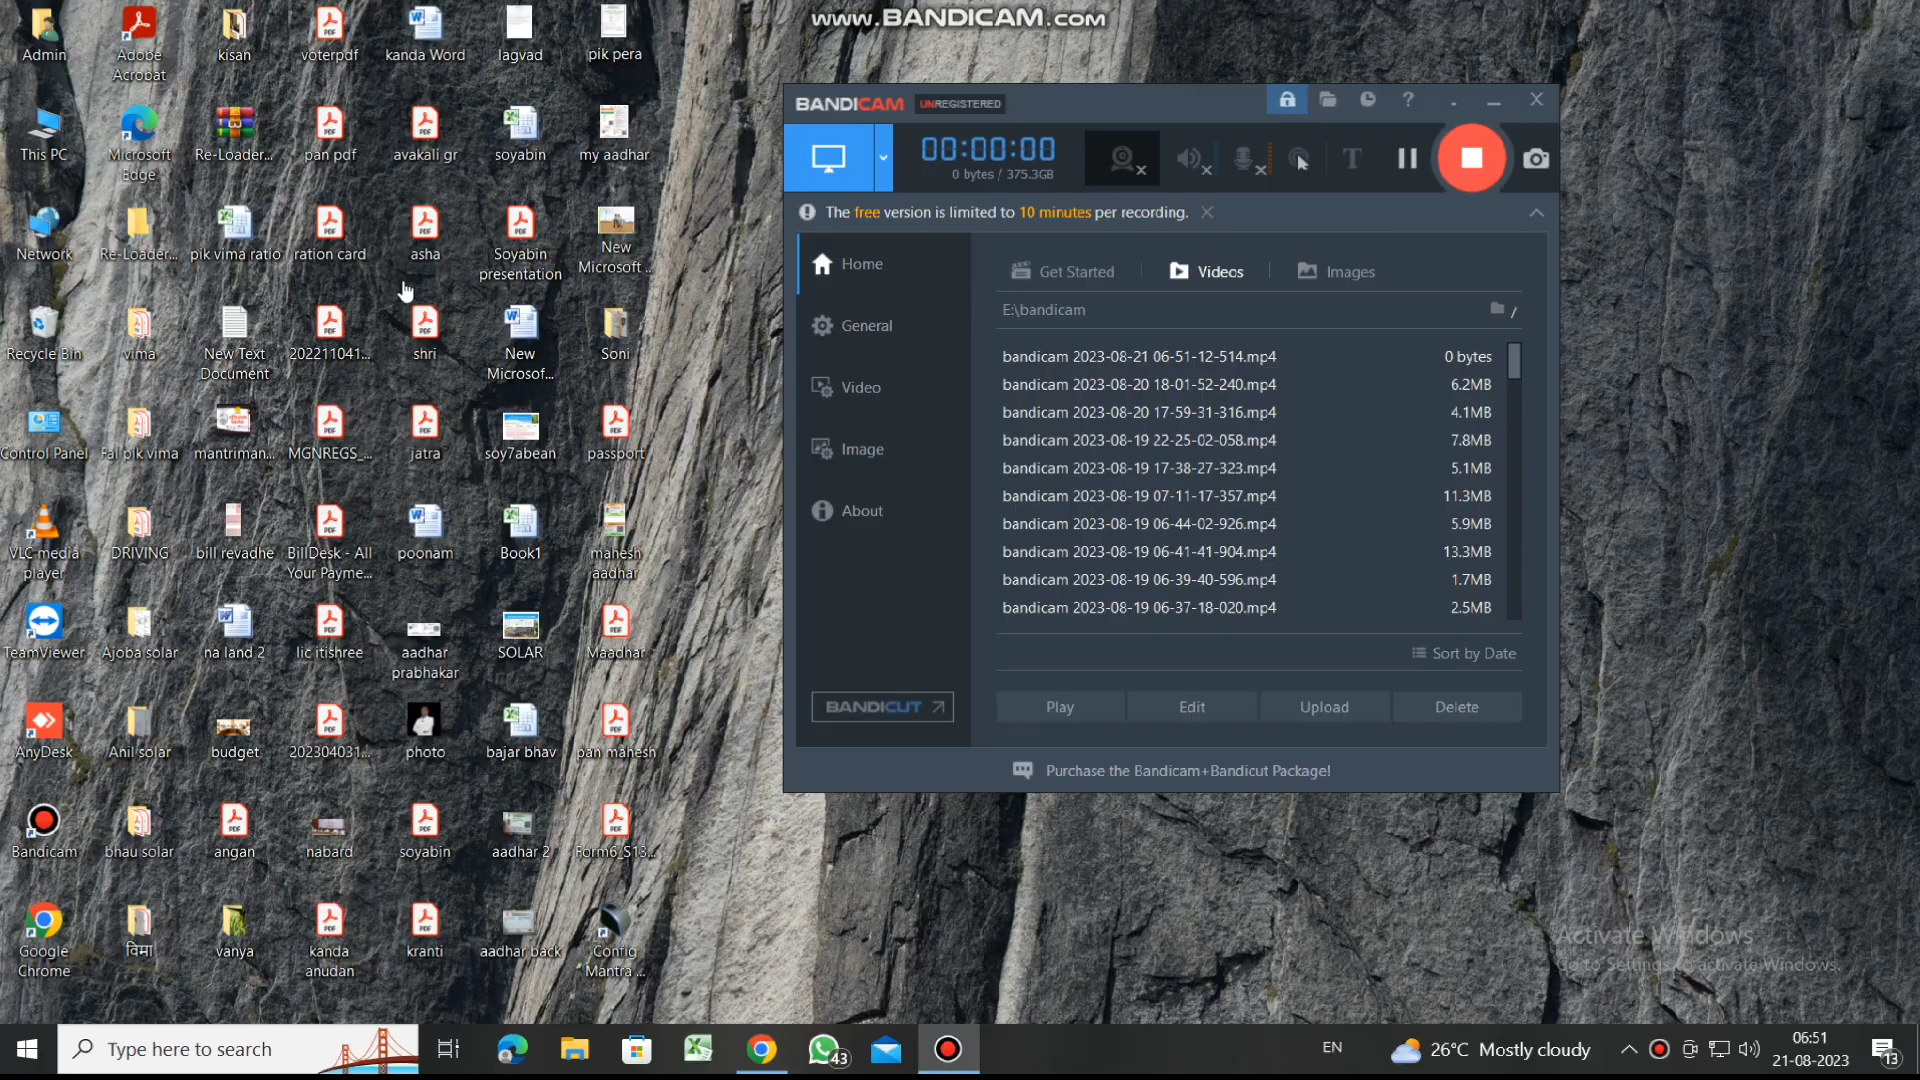 www.BANDICAM.com
Admin
Adobe
Acrobat
kisan
voterpdf
kanda Word
lagvad
pik pera
This PC
Microsoft
Edge
Re-Loader...
pan pdf
avakali gr
soyabin
my aadhar
Network
Re-Loader...
pik vima ratio
ration card
asha
Soyabin
presentation
New
Microsoft ...
Recycle Bin
vima
New Text
Document
202211041...
shri
New
Microsof...
Soni
Control Panel
Fal pik vima
mantriman...
MGNREGS_...
jatra
soy7abean
passport
VLC media
player
DRIVING
bill revadhe
BillDesk - All
Your Payme...
poonam
Book1
mahesh
aadhar
TeamViewer
Ajoba solar
na land 2
lic itishree
aadhar
prabhakar
SOLAR
Maadhar
AnyDesk
Anil solar
budget
202304031...
photo
bajar bhav
pan mahesh
Bandicam
bhau solar
angan
nabard
soyabin
aadhar 2
Form6_S13...
Google
Chrome
विमा
vanya
kanda
anudan
kranti
aadhar back
Config
Mantra ...
BANDICAM UNREGISTERED
00:00:00
0 bytes / 375.3GB
The free version is limited to 10 minutes per recording.
Home
General
Video
Image
About
BANDICUT
Get Started
Videos
Images
E:\bandicam
bandicam 2023-08-21 06-51-12-514.mp4 0 bytes
bandicam 2023-08-20 18-01-52-240.mp4 6.2MB
bandicam 2023-08-20 17-59-31-316.mp4 4.1MB
bandicam 2023-08-19 22-25-02-058.mp4 7.8MB
bandicam 2023-08-19 17-38-27-323.mp4 5.1MB
bandicam 2023-08-19 07-11-17-357.mp4 11.3MB
bandicam 2023-08-19 06-44-02-926.mp4 5.9MB
bandicam 2023-08-19 06-41-41-904.mp4 13.3MB
bandicam 2023-08-19 06-39-40-596.mp4 1.7MB
bandicam 2023-08-19 06-37-18-020.mp4 2.5MB
Sort by Date
Play
Edit
Upload
Delete
Purchase the Bandicam+Bandicut Package!
Activate Windows
Go to Settings to activate Windows.
Type here to search
43
EN
26°C Mostly cloudy
06:51
21-08-2023
13